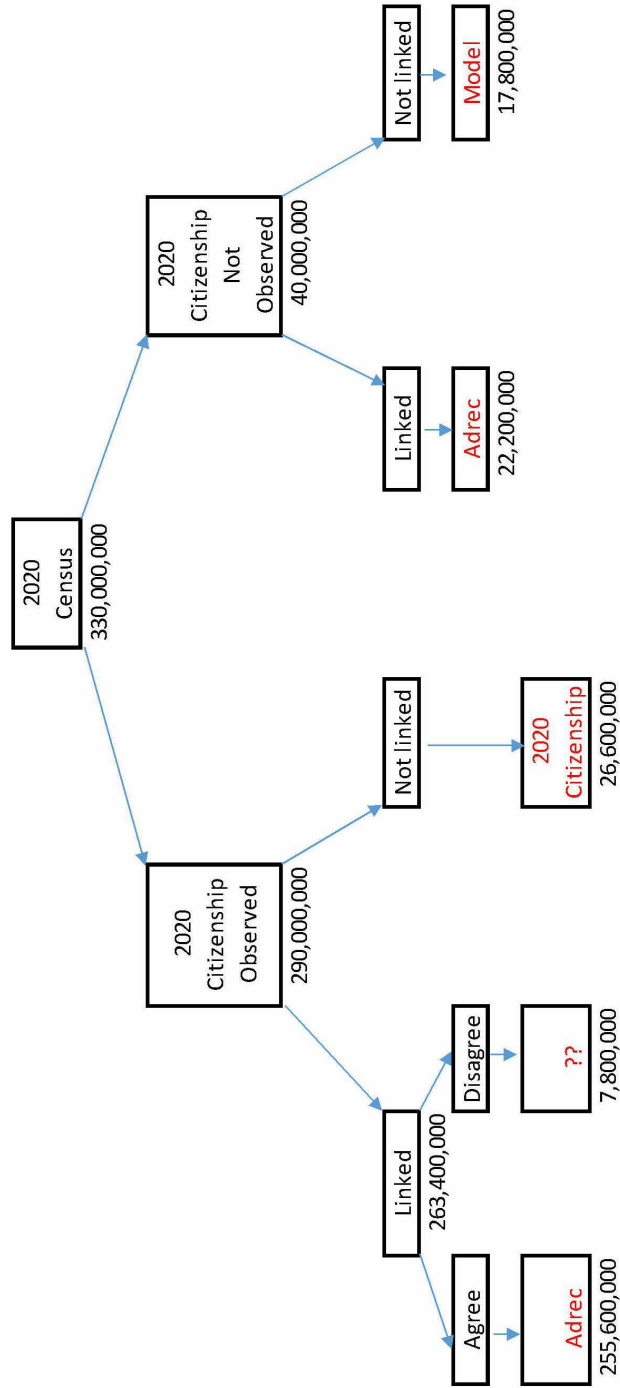 2020
Census
330,000,000
2020
Citizenship
Observed
290,000,000
2020
Citizenship
Not
Observed
40,000,000
Linked
263,400,000
Not linked
Linked
Not linked
Agree
Disagree
Adrec
255,600,000
??
7,800,000
2020
Citizenship
26,600,000
Adrec
22,200,000
Model
17,800,000